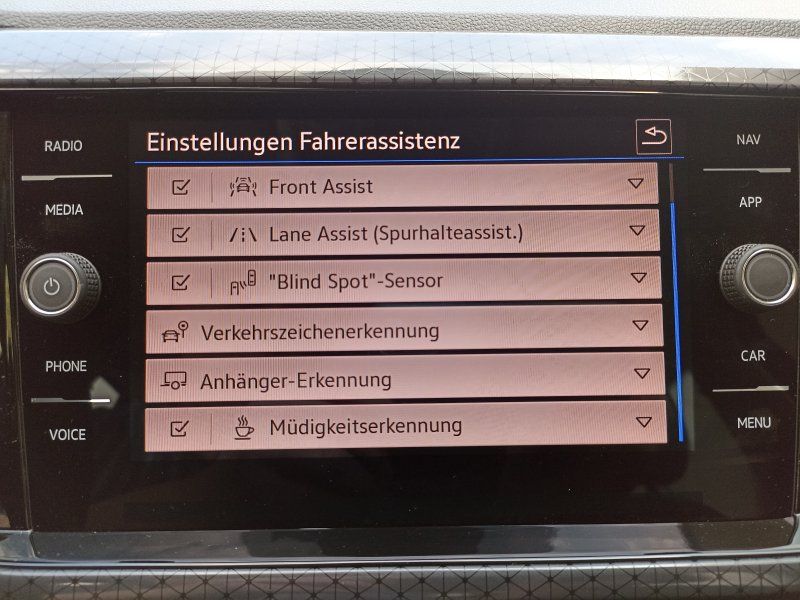 Einstellungen Fahrerassistenz
RADIO
MEDIA
PHONE
VOICE
Front Assist
Lane Assist (Spurhalteassist.)
"Blind Spot"-Sensor
Verkehrszeichenerkennung
Anhänger-Erkennung
Müdigkeitserkennung
NAV
APP
CAR
MENU